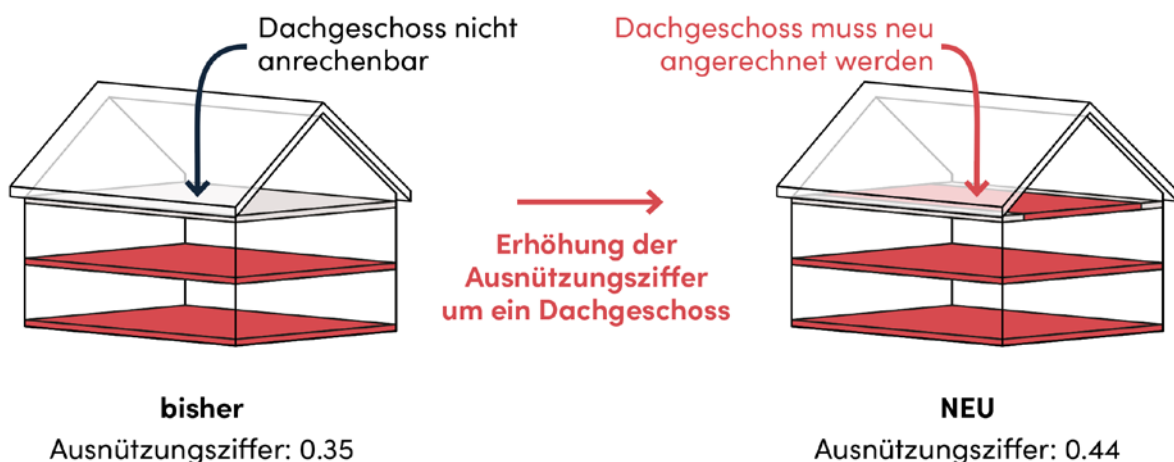 Dachgeschoss nicht
anrechenbar
Dachgeschoss muss neu
angerechnet werden
Erhöhung der
Ausnützungsziffer
um ein Dachgeschoss
bisher
Ausnützungsziffer: 0.35
NEU
Ausnützungsziffer: 0.44